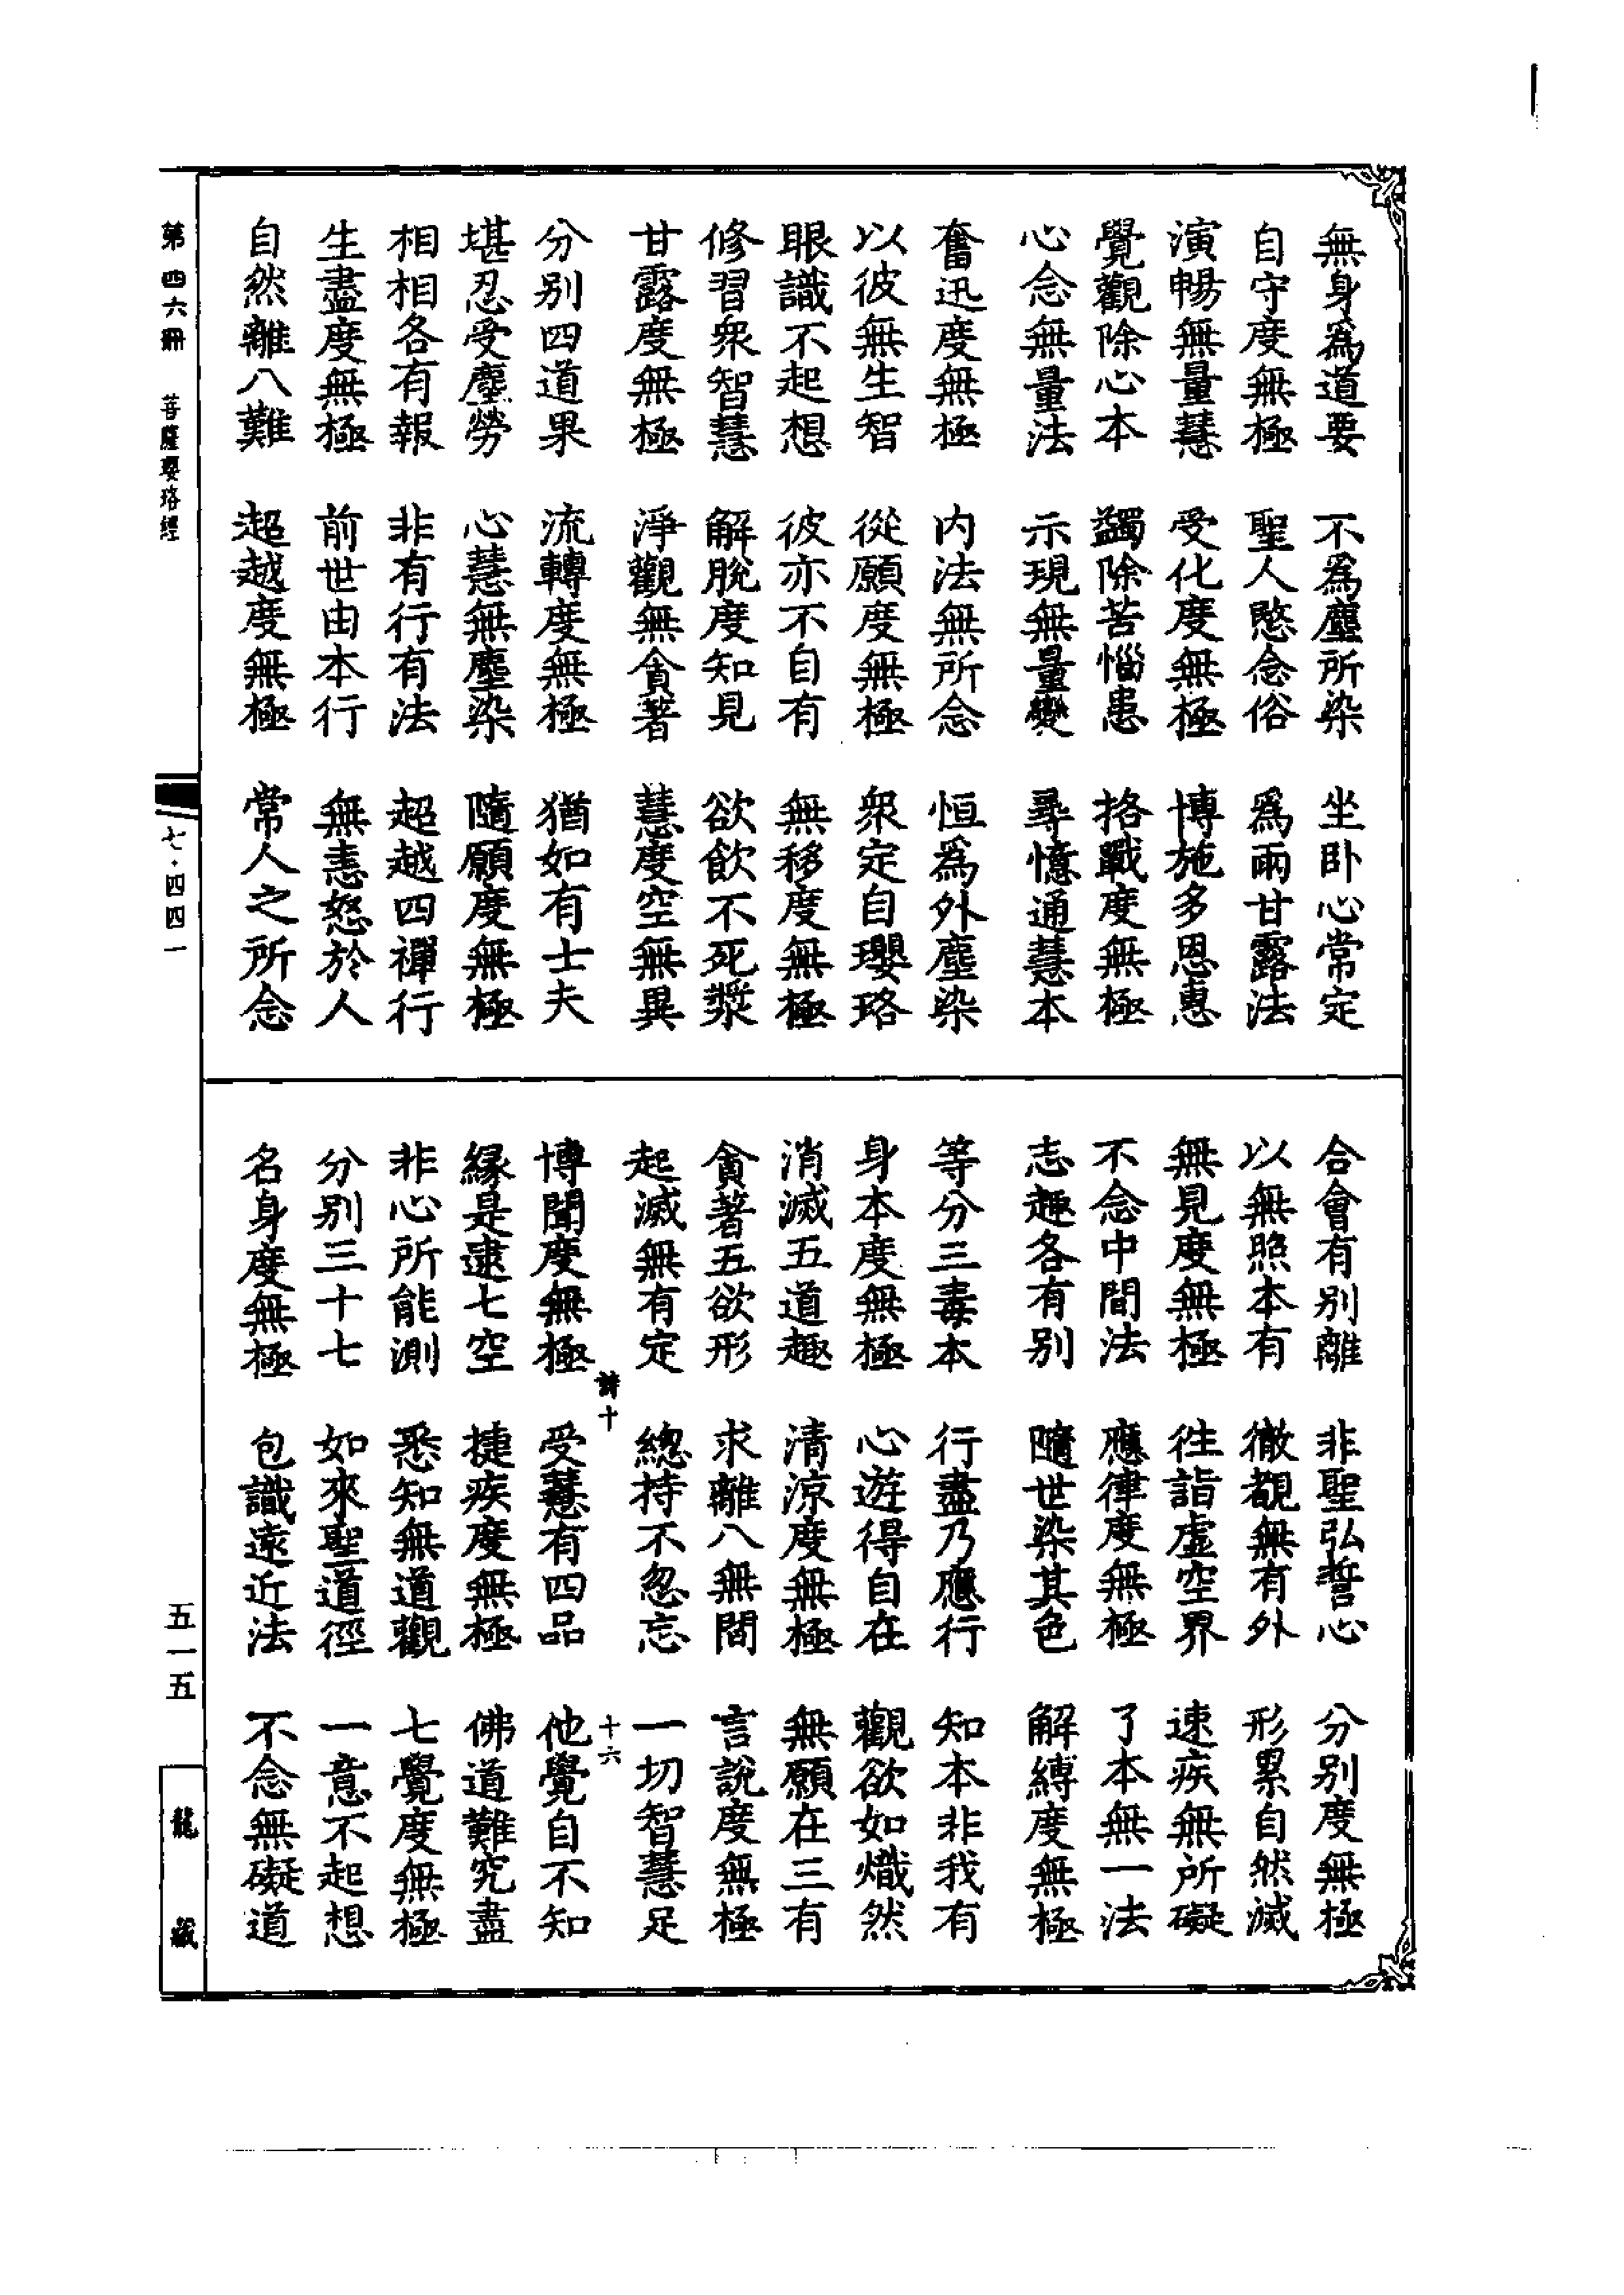 無身為道要　不爲塵所染　坐卧心常定
自守度無極　聖人愍念俗　爲雨甘露法
演暢無量慧　受化度無極　博施多恩惠
覺觀除心本　蠲除苦惱患　挌戰度無極
心念無量法　示現無量變　尋憶通慧本
奮迅度無極　内法無所念　恒爲外塵染
以彼無生智　從願度無極　衆定自瓔珞
眼識不起想　彼亦不自有　無移度無極
修習衆智慧　解脫度知見　欲飲不死漿
甘露度無極　淨觀無貪著　慧度空無異
分别四道果　流轉度無極　猶如有士夫
堪忍受塵勞　心慧無塵染　隨願度無極
相相各有報　非有行有法　超越四禪行
生盡度無極　前世由本行　無恚怒於人
自然離八難　超越度無極　常人之所念
合會有别離　非聖弘誓心　分别度無極
以無照本有　徹覩無有外　形累自然滅
無見度無極　往詣虛空界　速疾無所礙
不念中間法　應律度無極　了本無一法
志趣各有别　隨世染其色　解縛度無極
等分三毒本　行盡乃應行　知本非我有
身本度無極　心遊得自在　觀欲如熾然
消滅五道趣　清涼度無極　無願在三有
貪著五欲形　求離八無閒　言說度無極
起滅無有定　總持不忽忘　一切智慧足
詩十　十六
博聞度無極　受慧有四品　他覺自不知
緣是逮七空　捷疾度無極　佛道難究盡
非心所能測　悉知無道觀　七覺度無極
分别三十七　如來聖道徑　一意不起想
名身度無極　包識遠近法　不念無礙道
第四六冊　菩薩瓔珞經　七·四四一　五一五　龍藏